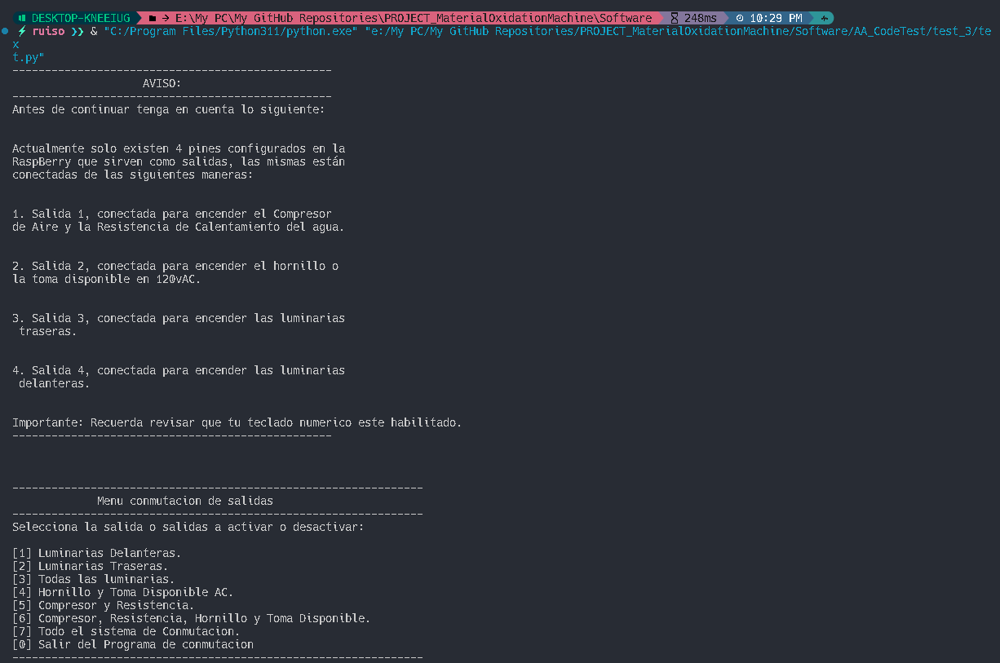 DESKTOP-KNEEIUG → E:\My PC\My GitHub Repositories\PROJECT_MaterialOxidationMachine\Software 248ms 10:29 PM
ruiso ❯❯ & "C:/Program Files/Python311/python.exe" "e:/My PC/My GitHub Repositories/PROJECT_MaterialOxidationMachine/Software/AA_CodeTest/test_3/te
x
t.py"
-------------------------------------------------
AVISO:
-------------------------------------------------
Antes de continuar tenga en cuenta lo siguiente:
Actualmente solo existen 4 pines configurados en la
RaspBerry que sirven como salidas, las mismas están
conectadas de las siguientes maneras:
1. Salida 1, conectada para encender el Compresor
de Aire y la Resistencia de Calentamiento del agua.
2. Salida 2, conectada para encender el hornillo o
la toma disponible en 120vAC.
3. Salida 3, conectada para encender las luminarias
traseras.
4. Salida 4, conectada para encender las luminarias
delanteras.
Importante: Recuerda revisar que tu teclado numerico este habilitado.
-------------------------------------------------
---------------------------------------------------------------
Menu conmutacion de salidas
---------------------------------------------------------------
Selecciona la salida o salidas a activar o desactivar:
[1] Luminarias Delanteras.
[2] Luminarias Traseras.
[3] Todas las luminarias.
[4] Hornillo y Toma Disponible AC.
[5] Compresor y Resistencia.
[6] Compresor, Resistencia, Hornillo y Toma Disponible.
[7] Todo el sistema de Conmutacion.
[0] Salir del Programa de conmutacion
---------------------------------------------------------------